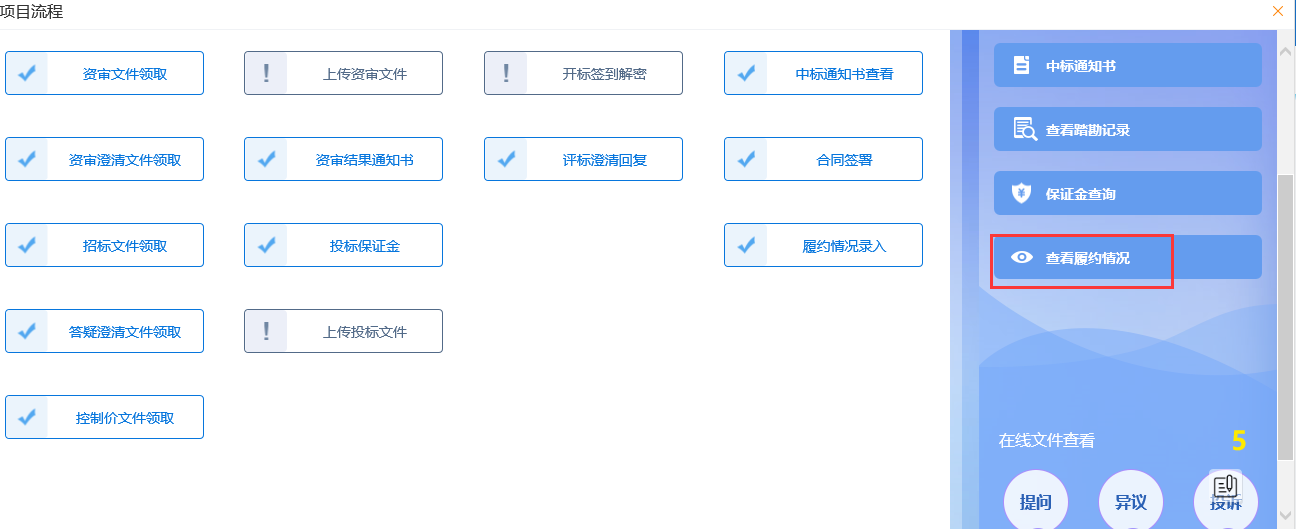 项目流程
资审文件领取
上传资审文件
开标签到解密
中标通知书查看
资审澄清文件领取
资审结果通知书
评标澄清回复
合同签署
招标文件领取
投标保证金
履约情况录入
答疑澄清文件领取
上传投标文件
控制价文件领取
中标通知书
查看踏勘记录
保证金查询
查看履约情况
在线文件查看
5
提问
异议
投诉